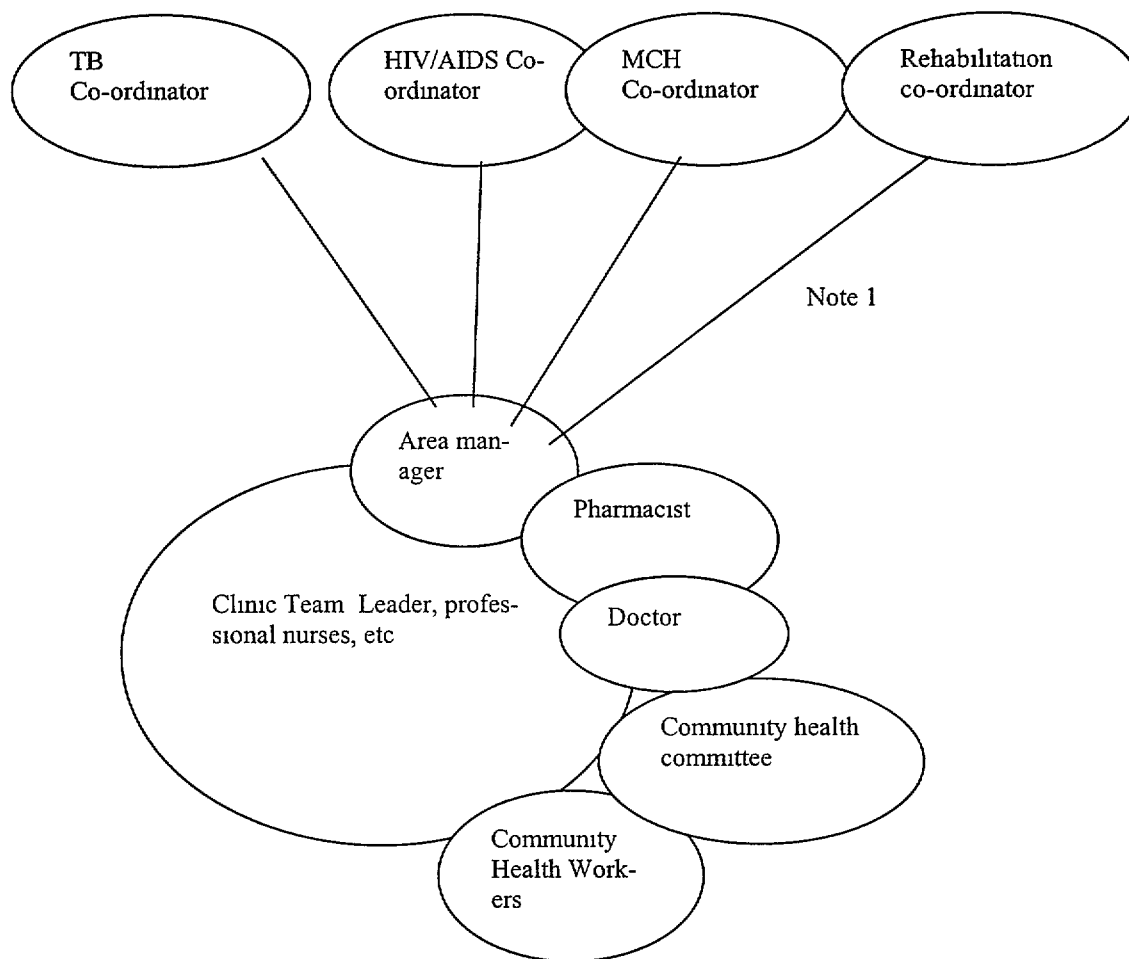 TB
Co-ordinator
HIV/AIDS Co-
ordinator
MCH
Co-ordinator
Rehabilitation
co-ordinator
Note 1
Area man-
ager
Pharmacist
Clinic Team  Leader, profes-
sional nurses, etc
Doctor
Community health
committee
Community
Health Work-
ers